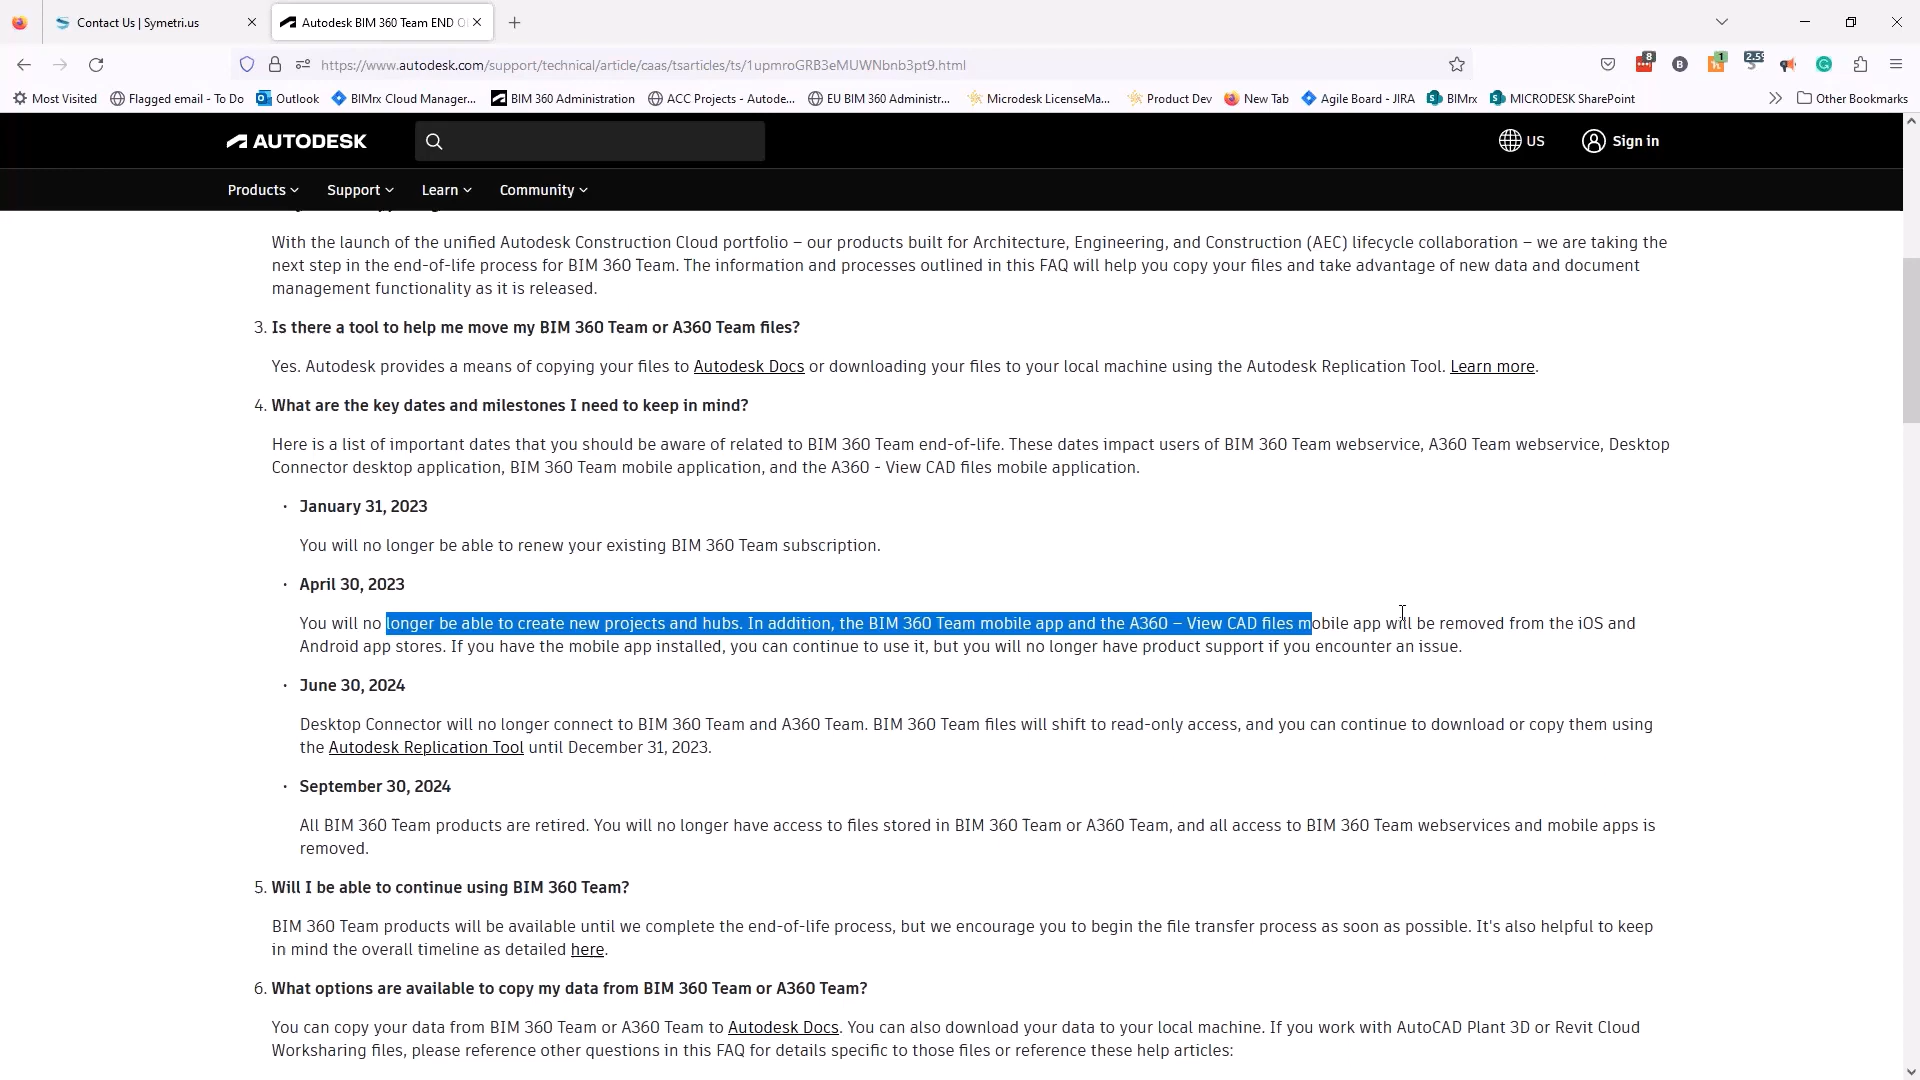 Contact Us | Symetri.us
Autodesk BIM 360 Team END O
https://www.autodesk.com/support/technical/article/caas/tsarticles/ts/1upmroGRB3eMUWNbnb3pt9.html
8
B
1
2.5
G
Most Visited
Flagged email - To Do
Outlook
BIMrx Cloud Manager...
BIM 360 Administration
ACC Projects - Autode...
EU BIM 360 Administr...
Microdesk LicenseMa...
Product Dev
New Tab
Agile Board - JIRA
BIMrx
MICRODESK SharePoint
Other Bookmarks
AUTODESK
US
Sign in
Products
Support
Learn
Community
With the launch of the unified Autodesk Construction Cloud portfolio – our products built for Architecture, Engineering, and Construction (AEC) lifecycle collaboration – we are taking the
next step in the end-of-life process for BIM 360 Team. The information and processes outlined in this FAQ will help you copy your files and take advantage of new data and document
management functionality as it is released.
3. Is there a tool to help me move my BIM 360 Team or A360 Team files?
Yes. Autodesk provides a means of copying your files to Autodesk Docs or downloading your files to your local machine using the Autodesk Replication Tool. Learn more.
4. What are the key dates and milestones I need to keep in mind?
Here is a list of important dates that you should be aware of related to BIM 360 Team end-of-life. These dates impact users of BIM 360 Team webservice, A360 Team webservice, Desktop
Connector desktop application, BIM 360 Team mobile application, and the A360 - View CAD files mobile application.
· January 31, 2023
You will no longer be able to renew your existing BIM 360 Team subscription.
· April 30, 2023
You will no longer be able to create new projects and hubs. In addition, the BIM 360 Team mobile app and the A360 – View CAD files mobile app will be removed from the iOS and
Android app stores. If you have the mobile app installed, you can continue to use it, but you will no longer have product support if you encounter an issue.
· June 30, 2024
Desktop Connector will no longer connect to BIM 360 Team and A360 Team. BIM 360 Team files will shift to read-only access, and you can continue to download or copy them using
the Autodesk Replication Tool until December 31, 2023.
· September 30, 2024
All BIM 360 Team products are retired. You will no longer have access to files stored in BIM 360 Team or A360 Team, and all access to BIM 360 Team webservices and mobile apps is
removed.
5. Will I be able to continue using BIM 360 Team?
BIM 360 Team products will be available until we complete the end-of-life process, but we encourage you to begin the file transfer process as soon as possible. It's also helpful to keep
in mind the overall timeline as detailed here.
6. What options are available to copy my data from BIM 360 Team or A360 Team?
You can copy your data from BIM 360 Team or A360 Team to Autodesk Docs. You can also download your data to your local machine. If you work with AutoCAD Plant 3D or Revit Cloud
Worksharing files, please reference other questions in this FAQ for details specific to those files or reference these help articles: